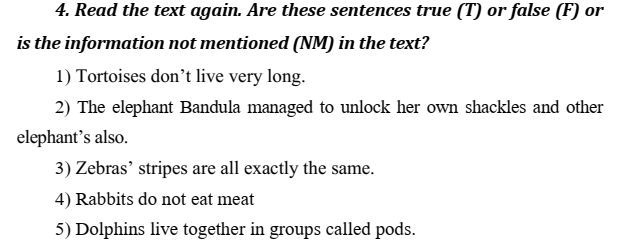 4. Read the text again. Are these sentences true (T) or false (F) or
is the information not mentioned (NM) in the text?
1) Tortoises don’t live very long.
2) The elephant Bandula managed to unlock her own shackles and other
elephant’s also.
3) Zebras’ stripes are all exactly the same.
4) Rabbits do not eat meat
5) Dolphins live together in groups called pods.